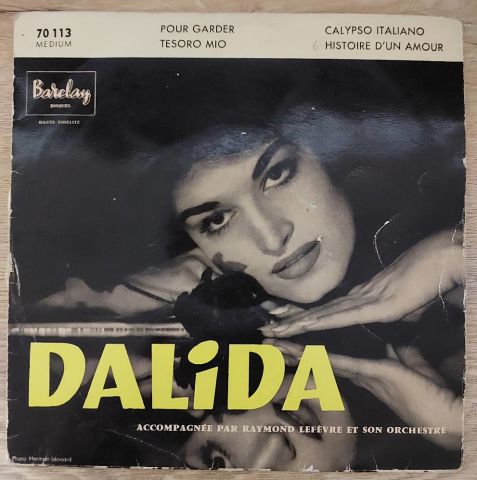 70 113
MEDIUM
POUR GARDER
TESORO MIO
CALYPSO ITALIANO
6 HISTOIRE D'UN AMOUR
Barclay
DISQUES
HAUTE FIDELITE
DALiDA
ACCOMPAGNÉE PAR RAYMOND LEFÈVRE ET SON ORCHESTRE
Photo Herman Léonard